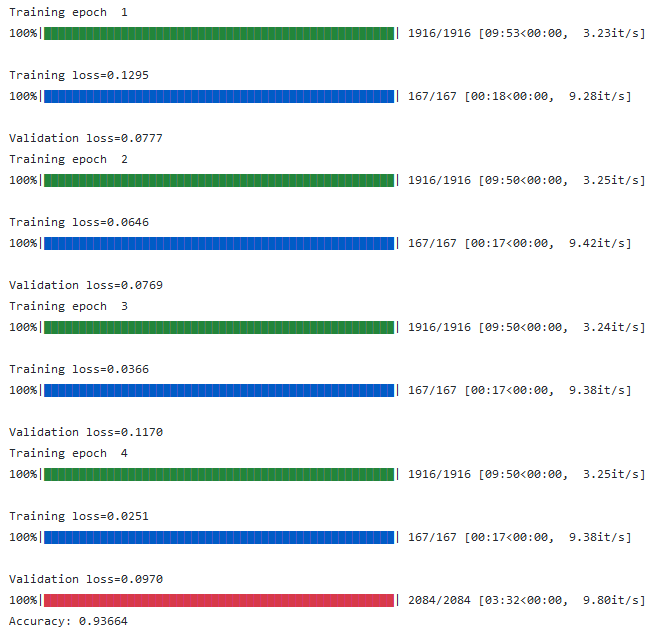 Training epoch  1
100%|██████████| 1916/1916 [09:53<00:00,  3.23it/s]
Training loss=0.1295
100%|██████████| 167/167 [00:18<00:00,  9.28it/s]
Validation loss=0.0777
Training epoch  2
100%|██████████| 1916/1916 [09:50<00:00,  3.25it/s]
Training loss=0.0646
100%|██████████| 167/167 [00:17<00:00,  9.42it/s]
Validation loss=0.0769
Training epoch  3
100%|██████████| 1916/1916 [09:50<00:00,  3.24it/s]
Training loss=0.0366
100%|██████████| 167/167 [00:17<00:00,  9.38it/s]
Validation loss=0.1170
Training epoch  4
100%|██████████| 1916/1916 [09:50<00:00,  3.25it/s]
Training loss=0.0251
100%|██████████| 167/167 [00:17<00:00,  9.38it/s]
Validation loss=0.0970
100%|██████████| 2084/2084 [03:32<00:00,  9.80it/s]
Accuracy: 0.93664